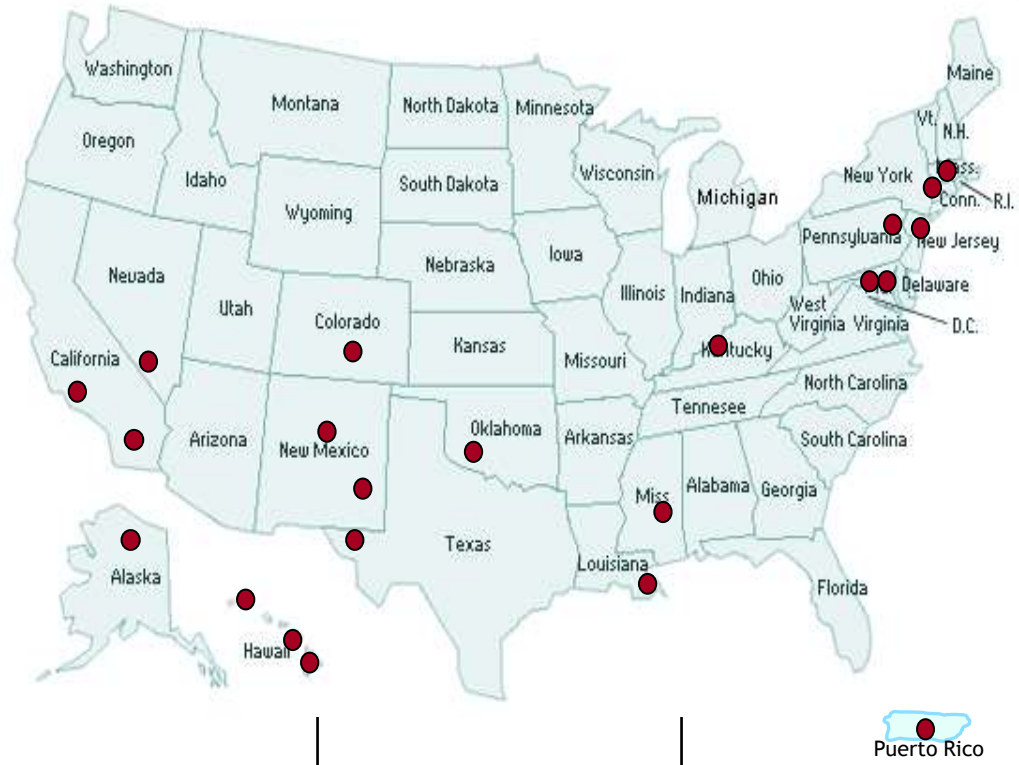 Washington
Montana
North Dakota
Minnesota
Maine
Vt.
N.H.
Oregon
Idaho
South Dakota
Wisconsin
Michigan
New York
Conn.
R.I.
Wyoming
Pennsylvania
New Jersey
Nevada
Utah
Nebraska
Iowa
Illinois
Indiana
Ohio
Delaware
West
Virginia
Virginia
D.C.
Colorado
Kansas
Missouri
Kentucky
California
North Carolina
Tennesee
Arizona
New Mexico
Oklahoma
Arkansas
South Carolina
Miss
Alabama
Georgia
Texas
Louisiana
Florida
Alaska
Hawaii
Puerto Rico